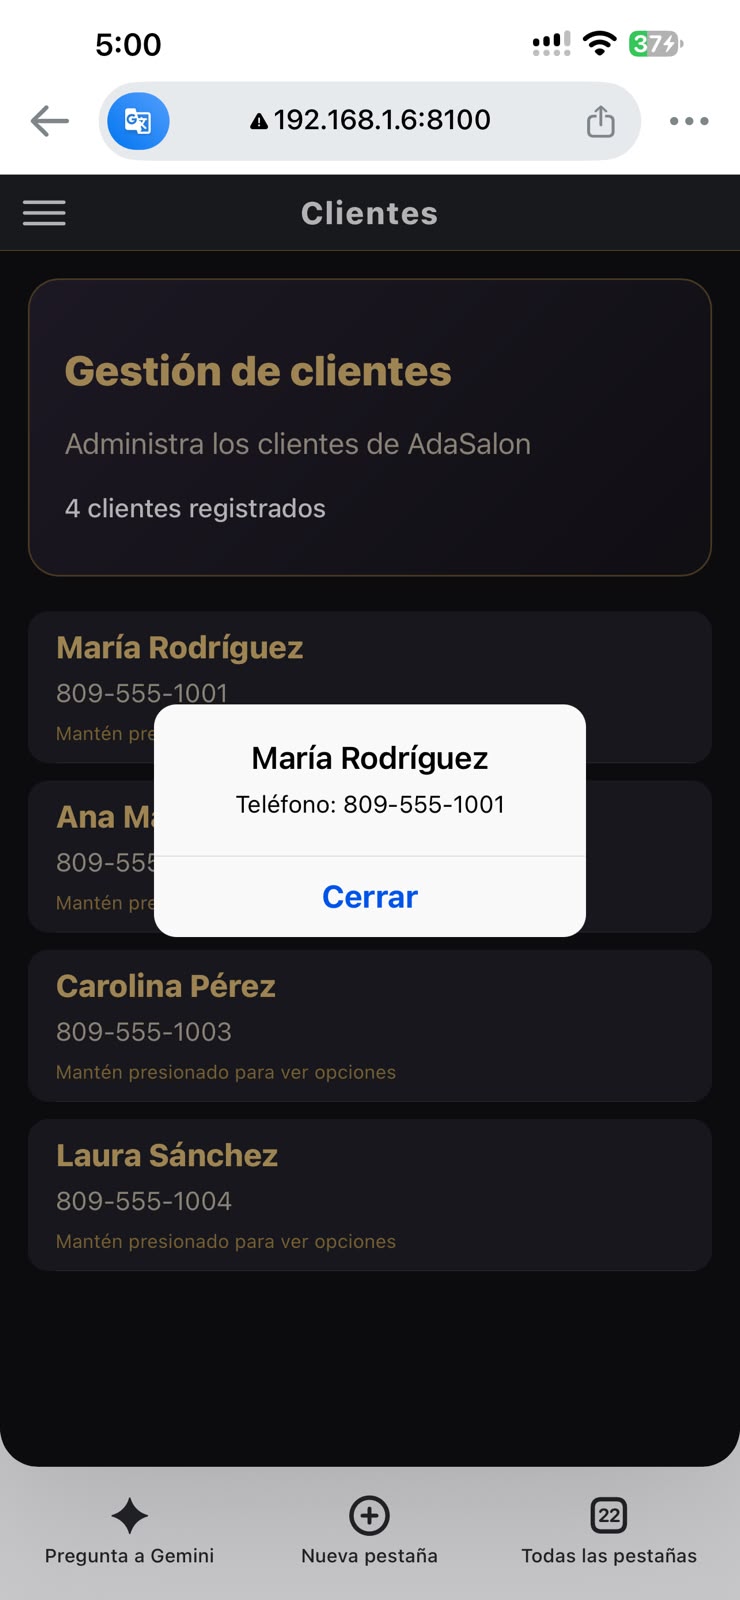 5:00
37
192.168.1.6:8100
Clientes
Gestión de clientes
Administra los clientes de AdaSalon
4 clientes registrados
María Rodríguez
809-555-1001
Mantén pre
María Rodríguez
Teléfono: 809-555-1001
Cerrar
Ana Ma
809-555
Mantén pre
Carolina Pérez
809-555-1003
Mantén presionado para ver opciones
Laura Sánchez
809-555-1004
Mantén presionado para ver opciones
Pregunta a Gemini
Nueva pestaña
22
Todas las pestañas